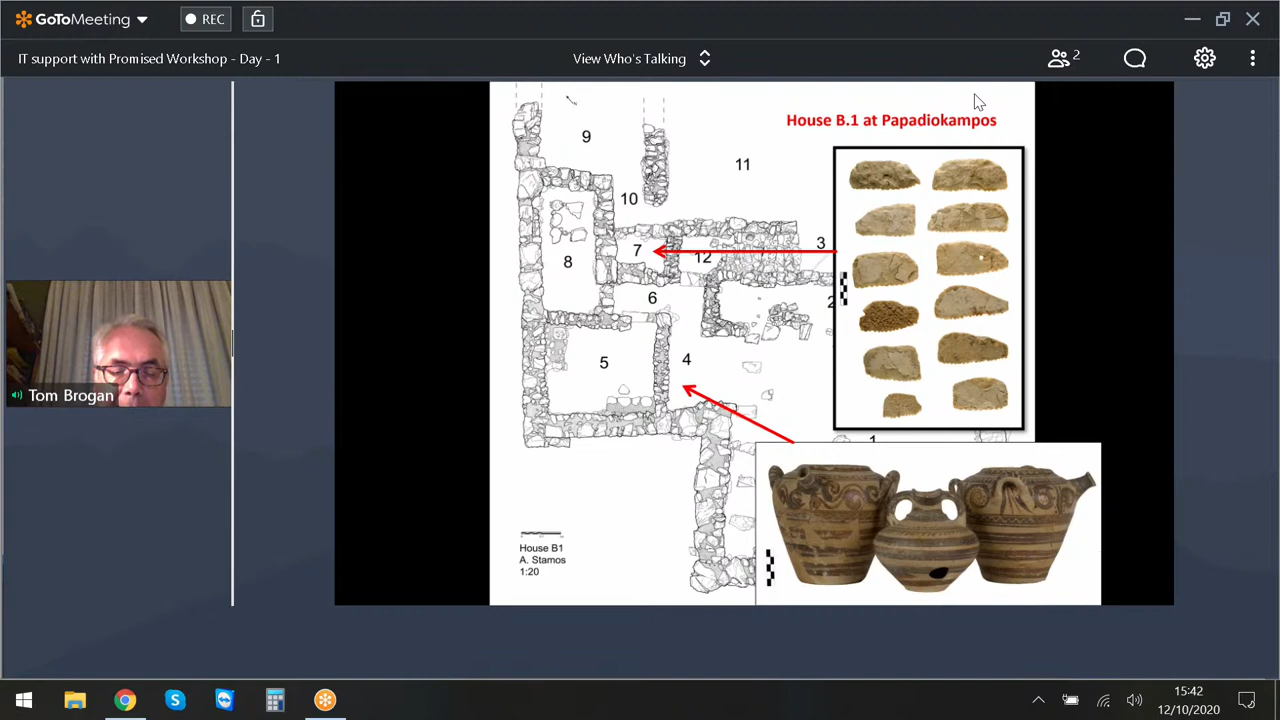 GoToMeeting
REC
IT support with Promised Workshop - Day - 1
View Who's Talking
2
House B.1 at Papadiokampos
9
11
10
7
12
3
8
6
2
5
4
1
Tom Brogan
House B1
A. Stamos
1:20
15:42
12/10/2020